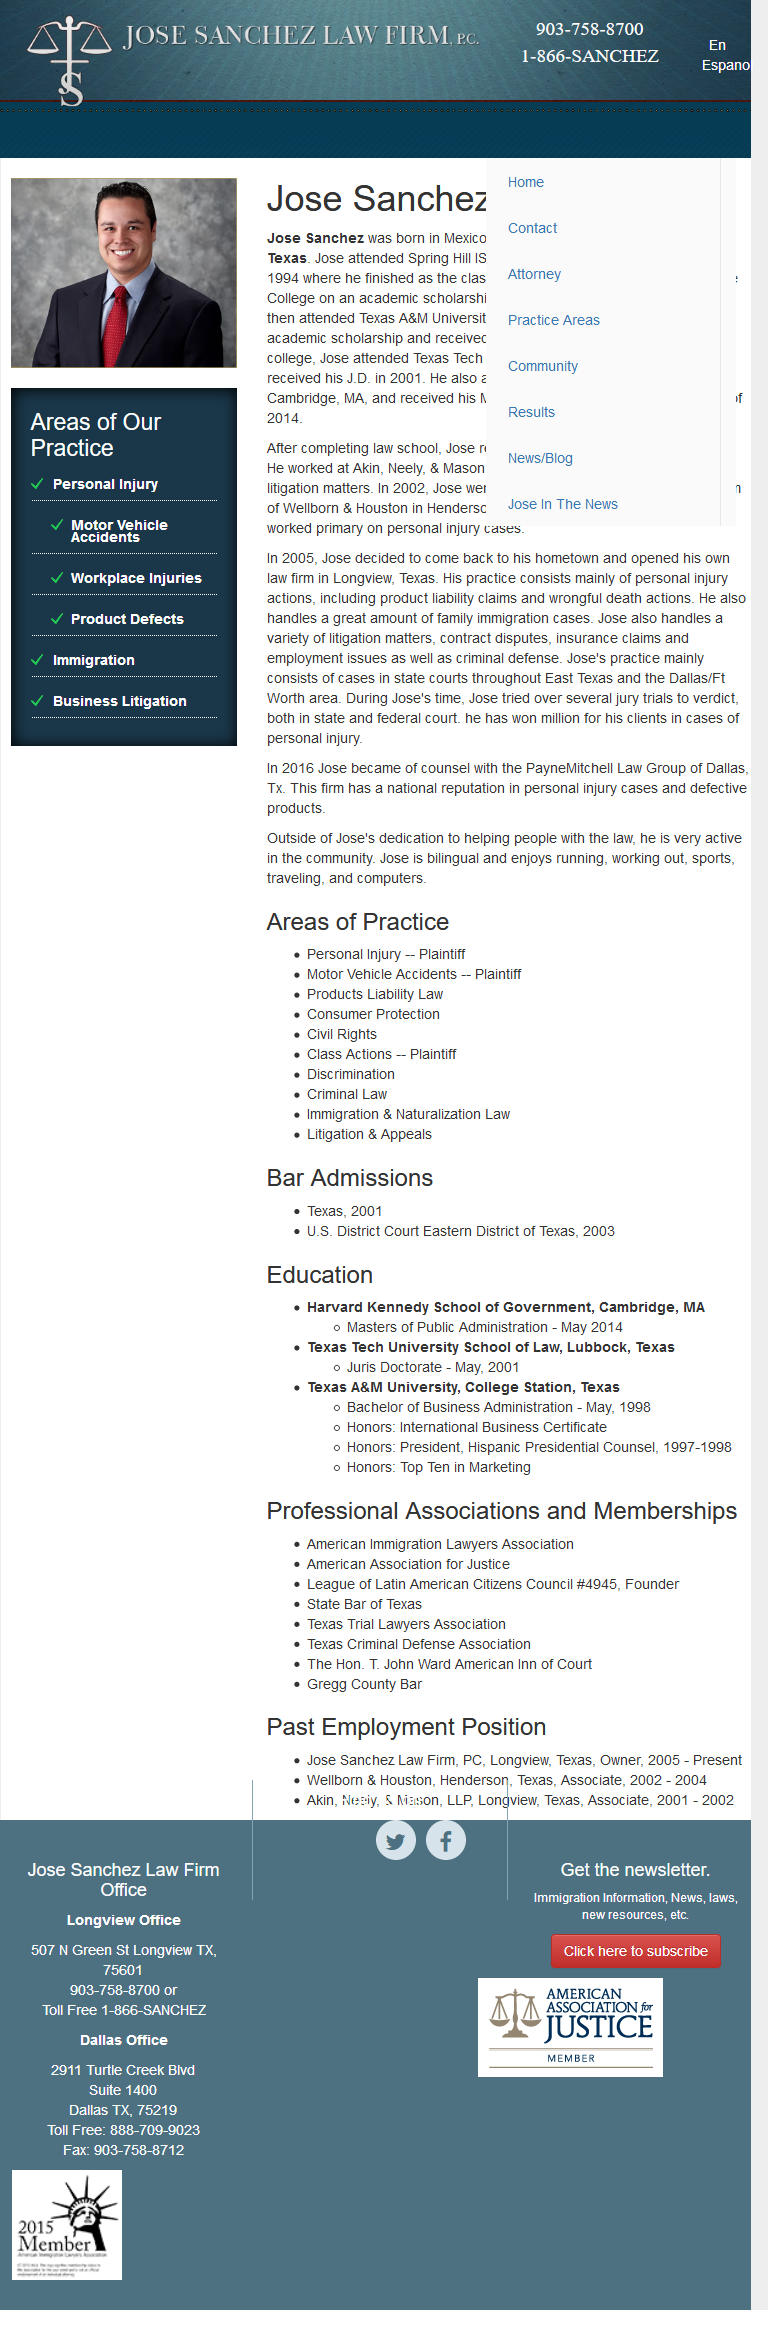 JOSE SANCHEZ LAW FIRM, P.C.
903-758-8700
1-866-SANCHEZ
En
Espano
Home
Contact
Attorney
Practice Areas
Community
Results
News/Blog
Jose In The News
Areas of Our
Practice
Personal Injury
Motor Vehicle
Accidents
Workplace Injuries
Product Defects
Immigration
Business Litigation
Jose Sanchez
Jose Sanchez was born in Mexico
Texas. Jose attended Spring Hill IS
1994 where he finished as the clas
College on an academic scholarshi
then attended Texas A&M Universit
academic scholarship and received
college, Jose attended Texas Tech
received his J.D. in 2001. He also a
Cambridge, MA, and received his M of
2014.
After completing law school, Jose re
He worked at Akin, Neely, & Mason
litigation matters. In 2002, Jose wen m
of Wellborn & Houston in Henderso
worked primary on personal injury cases.
In 2005, Jose decided to come back to his hometown and opened his own
law firm in Longview, Texas. His practice consists mainly of personal injury
actions, including product liability claims and wrongful death actions. He also
handles a great amount of family immigration cases. Jose also handles a
variety of litigation matters, contract disputes, insurance claims and
employment issues as well as criminal defense. Jose's practice mainly
consists of cases in state courts throughout East Texas and the Dallas/Ft
Worth area. During Jose's time, Jose tried over several jury trials to verdict,
both in state and federal court. he has won million for his clients in cases of
personal injury.
In 2016 Jose became of counsel with the PayneMitchell Law Group of Dallas,
Tx. This firm has a national reputation in personal injury cases and defective
products.
Outside of Jose's dedication to helping people with the law, he is very active
in the community. Jose is bilingual and enjoys running, working out, sports,
traveling, and computers.
Areas of Practice
Personal Injury -- Plaintiff
Motor Vehicle Accidents -- Plaintiff
Products Liability Law
Consumer Protection
Civil Rights
Class Actions -- Plaintiff
Discrimination
Criminal Law
Immigration & Naturalization Law
Litigation & Appeals
Bar Admissions
Texas, 2001
U.S. District Court Eastern District of Texas, 2003
Education
Harvard Kennedy School of Government, Cambridge, MA
Masters of Public Administration - May 2014
Texas Tech University School of Law, Lubbock, Texas
Juris Doctorate - May, 2001
Texas A&M University, College Station, Texas
Bachelor of Business Administration - May, 1998
Honors: International Business Certificate
Honors: President, Hispanic Presidential Counsel, 1997-1998
Honors: Top Ten in Marketing
Professional Associations and Memberships
American Immigration Lawyers Association
American Association for Justice
League of Latin American Citizens Council #4945, Founder
State Bar of Texas
Texas Trial Lawyers Association
Texas Criminal Defense Association
The Hon. T. John Ward American Inn of Court
Gregg County Bar
Past Employment Position
Jose Sanchez Law Firm, PC, Longview, Texas, Owner, 2005 - Present
Wellborn & Houston, Henderson, Texas, Associate, 2002 - 2004
Akin, Neely, & Mason, LLP, Longview, Texas, Associate, 2001 - 2002
Jose Sanchez Law Firm
Office
Longview Office
507 N Green St Longview TX,
75601
903-758-8700 or
Toll Free 1-866-SANCHEZ
Dallas Office
2911 Turtle Creek Blvd
Suite 1400
Dallas TX, 75219
Toll Free: 888-709-9023
Fax: 903-758-8712
2015
Member
American Immigration Lawyers Association
Get the newsletter.
Immigration Information, News, laws,
new resources, etc.
Click here to subscribe
AMERICAN
ASSOCIATION for
JUSTICE
MEMBER